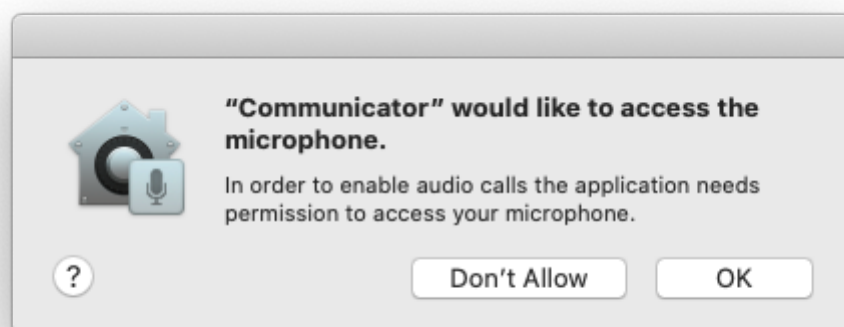 “Communicator” would like to access the
microphone.
In order to enable audio calls the application needs
permission to access your microphone.
?
Don’t Allow
OK